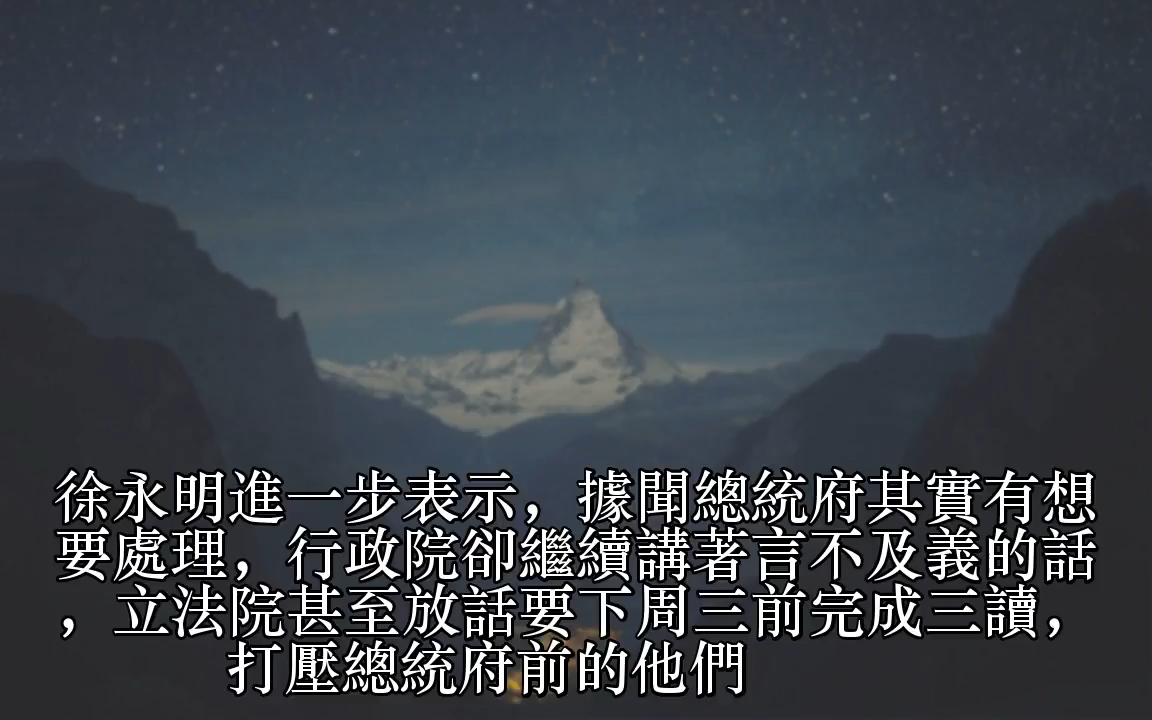 徐永明進一步表示，據聞總統府其實有想
要處理，行政院卻繼續講著言不及義的話
，立法院甚至放話要下周三前完成三讀，
打壓總統府前的他們